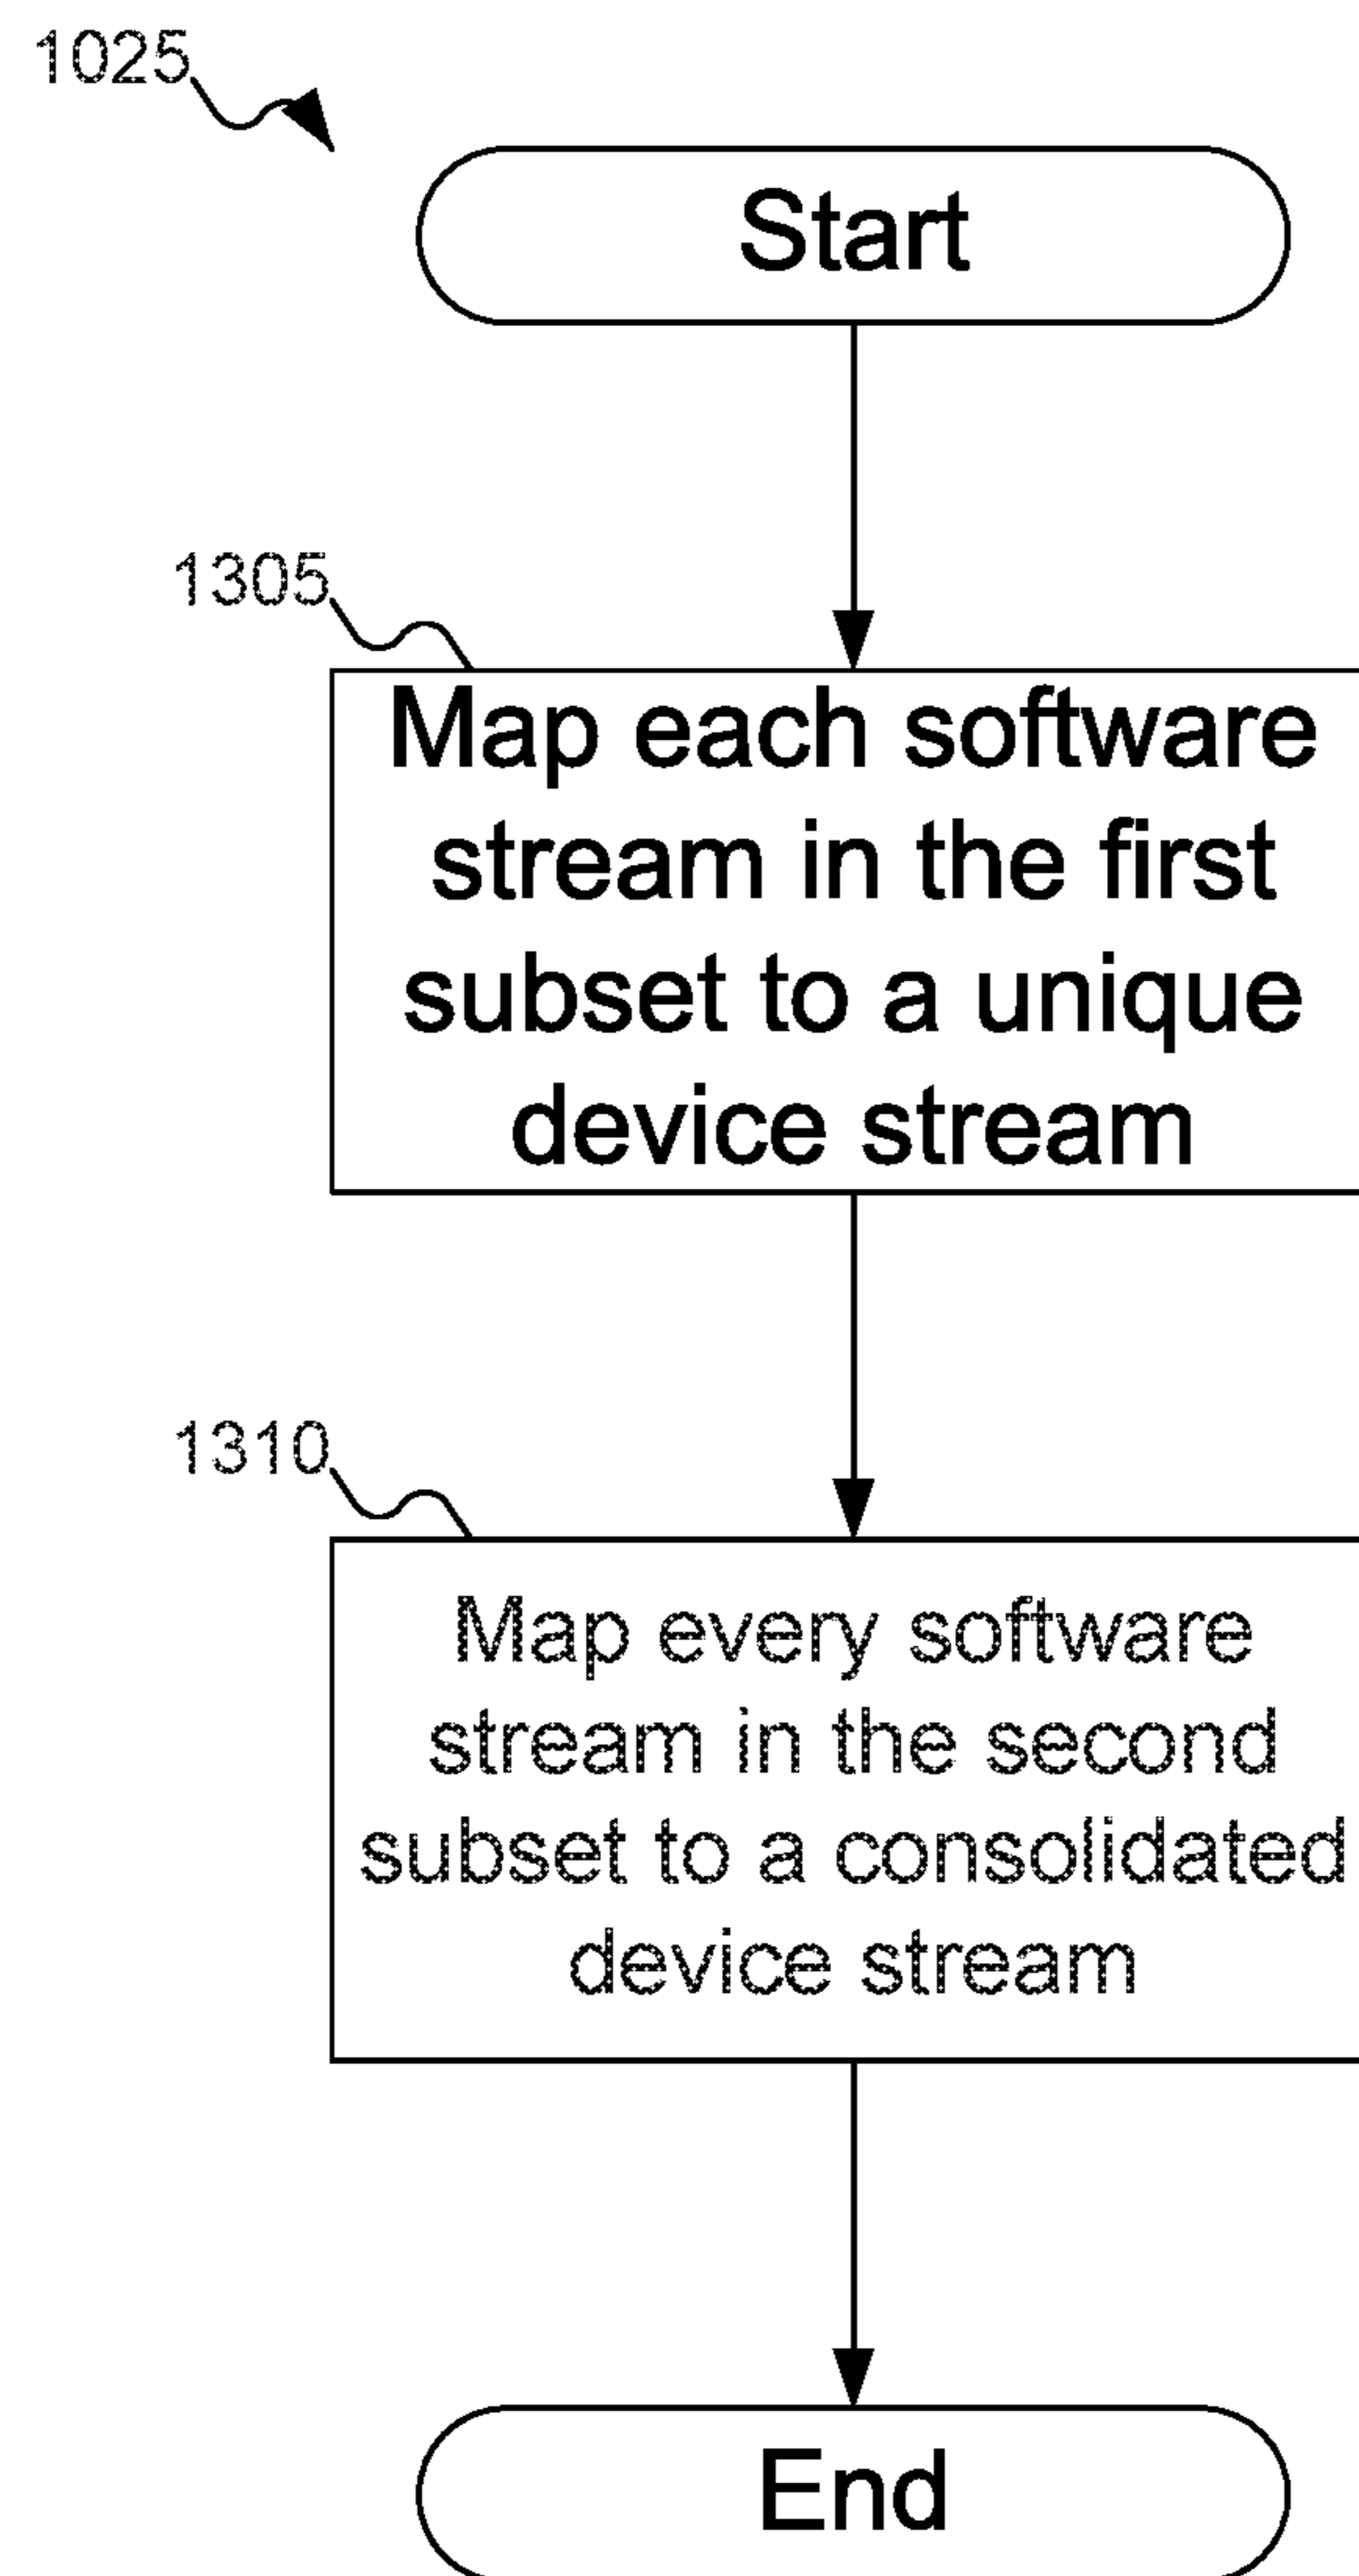 1025
Start
1305
Map each software
stream in the first
subset to a unique
device stream
1310
Map every software
stream in the second
subset to a consolidated
device stream
End